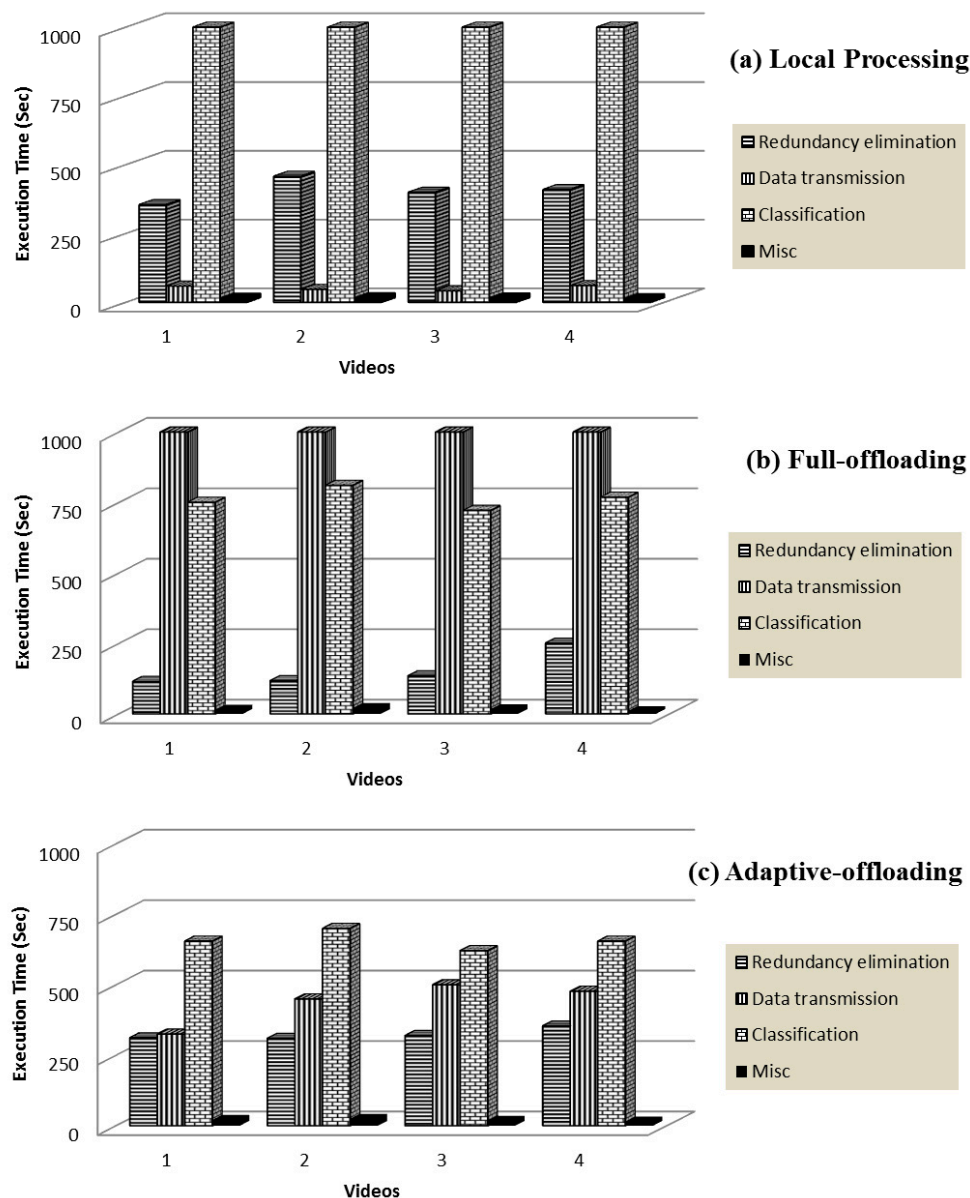 (a) Local Processing
Execution Time (Sec)
1000
750
500
250
0
1 2 3 4
Videos
Redundancy elimination
Data transmission
Classification
Misc
(b) Full-offloading
Execution Time (Sec)
1000
750
500
250
0
1 2 3 4
Videos
Redundancy elimination
Data transmission
Classification
Misc
(c) Adaptive-offloading
Execution Time (Sec)
1000
750
500
250
0
1 2 3 4
Videos
Redundancy elimination
Data transmission
Classification
Misc